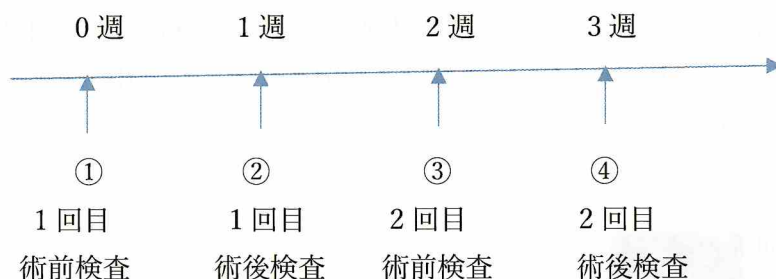 0週 1週 2週 3週
① ② ③ ④
1回目 1回目 2回目 2回目
術前検査 術後検査 術前検査 術後検査